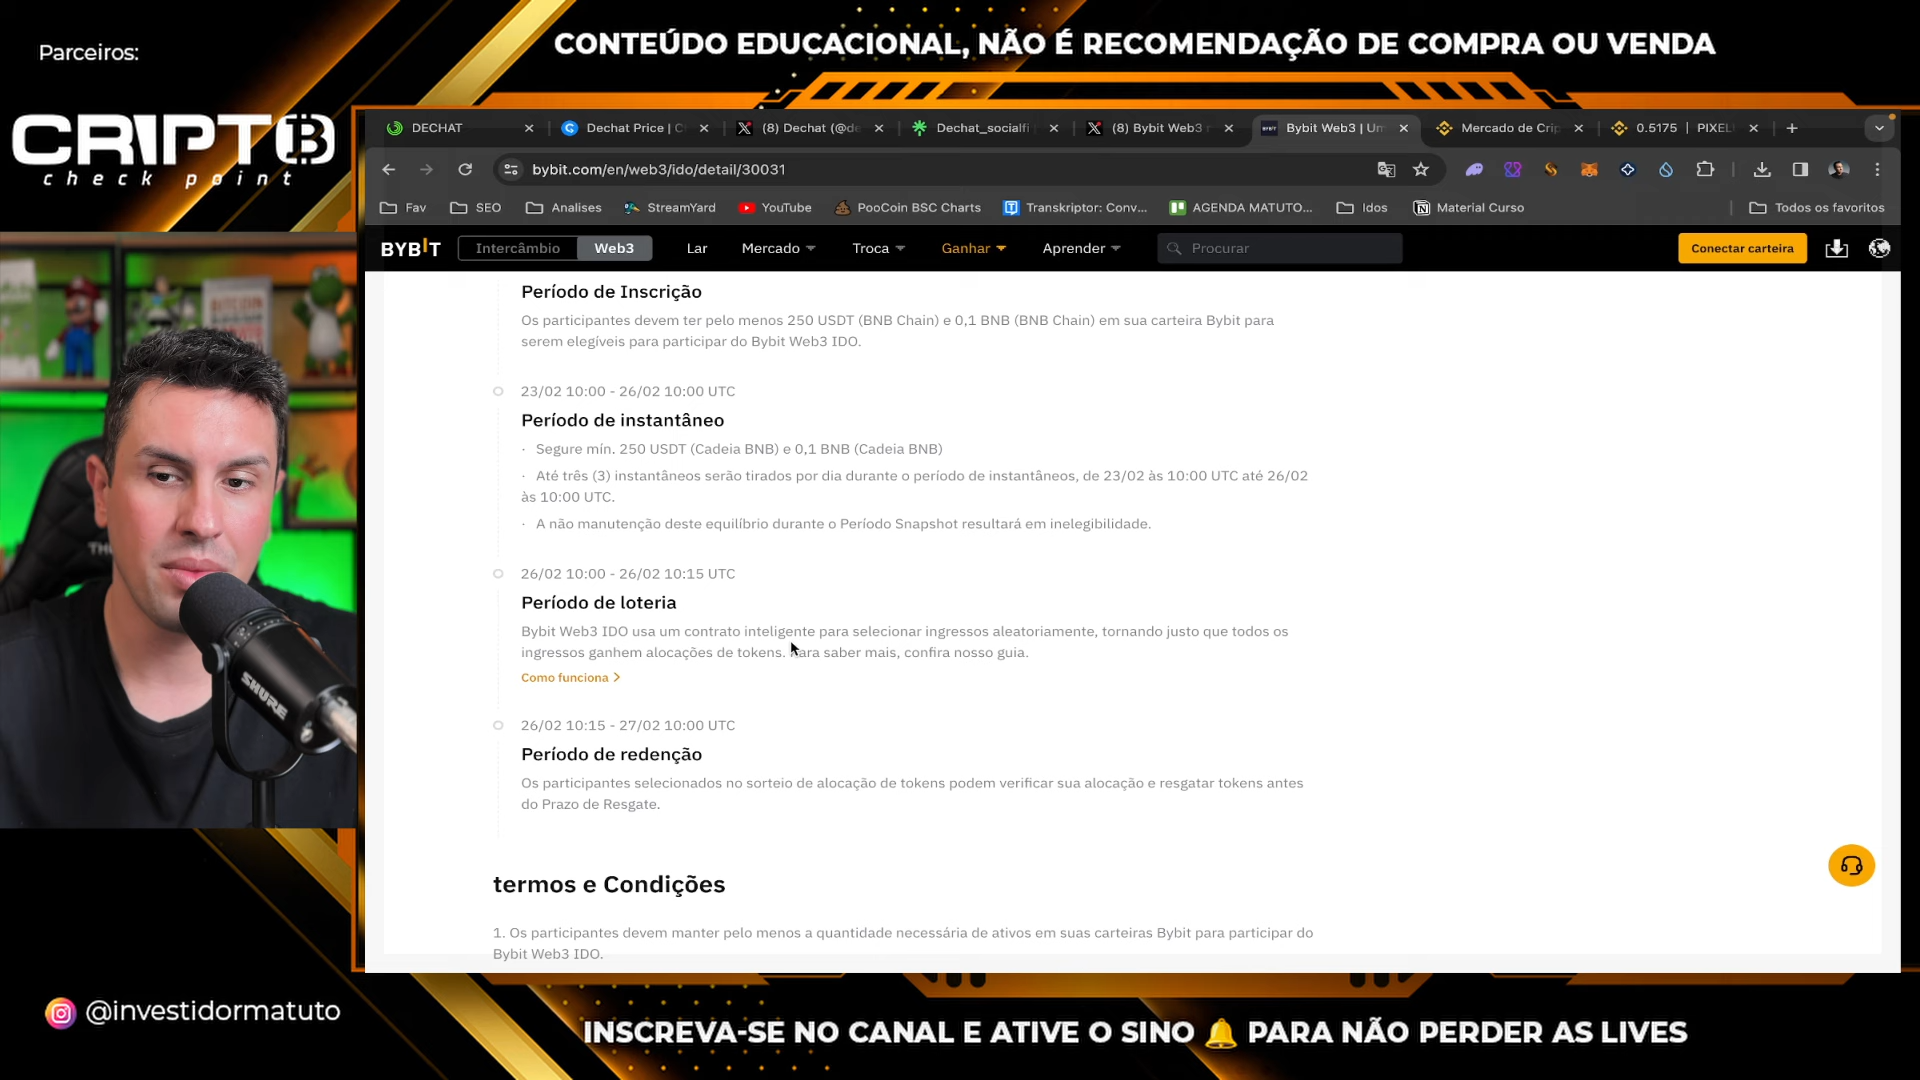 Parceiros:
CONTEÚDO EDUCACIONAL, NÃO É RECOMENDAÇÃO DE COMPRA OU VENDA
CRIPTO
check point
DECHAT
Dechat Price | C
(8) Dechat (@de
Dechat_socialfi
(8) Bybit Web3
Bybit Web3 | Un
Mercado de Crip
0.5175 | PIXEL
bybit.com/en/web3/ido/detail/30031
Fav
SEO
Analises
StreamYard
YouTube
PooCoin BSC Charts
Transkriptor: Conv...
AGENDA MATUTO...
Idos
Material Curso
Todos os favoritos
BYBIT
Intercâmbio
Web3
Lar
Mercado
Troca
Ganhar
Aprender
Procurar
Conectar carteira
Período de Inscrição
Os participantes devem ter pelo menos 250 USDT (BNB Chain) e 0,1 BNB (BNB Chain) em sua carteira Bybit para
serem elegíveis para participar do Bybit Web3 IDO.
23/02 10:00 - 26/02 10:00 UTC
Período de instantâneo
· Segure mín. 250 USDT (Cadeia BNB) e 0,1 BNB (Cadeia BNB)
· Até três (3) instantâneos serão tirados por dia durante o período de instantâneos, de 23/02 às 10:00 UTC até 26/02
às 10:00 UTC.
· A não manutenção deste equilíbrio durante o Período Snapshot resultará em inelegibilidade.
26/02 10:00 - 26/02 10:15 UTC
Período de loteria
Bybit Web3 IDO usa um contrato inteligente para selecionar ingressos aleatoriamente, tornando justo que todos os
ingressos ganhem alocações de tokens. Para saber mais, confira nosso guia.
Como funciona >
26/02 10:15 - 27/02 10:00 UTC
Período de redenção
Os participantes selecionados no sorteio de alocação de tokens podem verificar sua alocação e resgatar tokens antes
do Prazo de Resgate.
termos e Condições
1. Os participantes devem manter pelo menos a quantidade necessária de ativos em suas carteiras Bybit para participar do
Bybit Web3 IDO.
SHURE
@investidormatuto
INSCREVA-SE NO CANAL E ATIVE O SINO 🔔 PARA NÃO PERDER AS LIVES